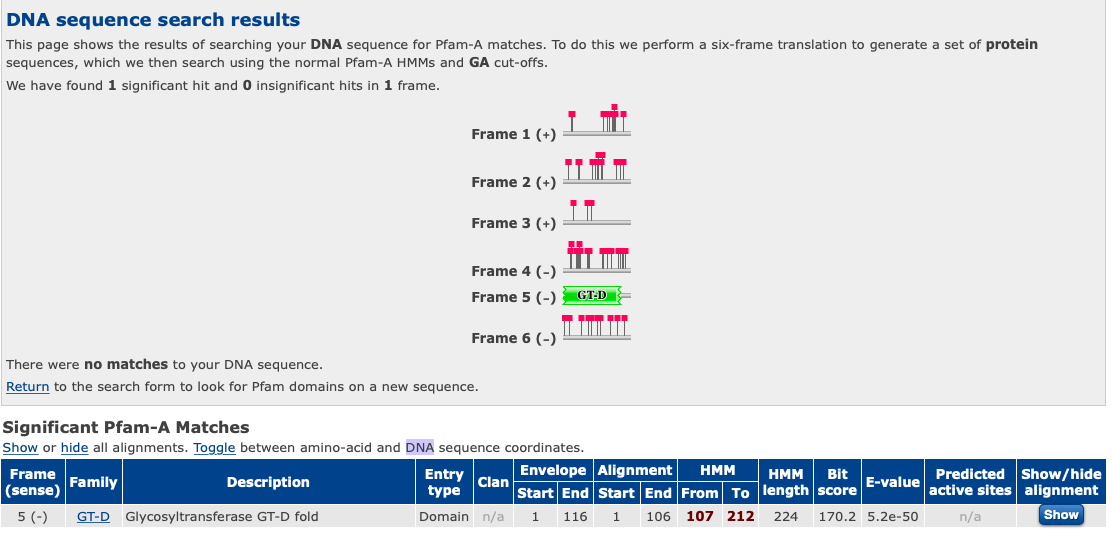 DNA sequence search results
This page shows the results of searching your DNA sequence for Pfam-A matches. To do this we perform a six-frame translation to generate a set of protein
sequences, which we then search using the normal Pfam-A HMMs and GA cut-offs.
We have found 1 significant hit and 0 insignificant hits in 1 frame.
Frame 1 (+)
Frame 2 (+)
Frame 3 (+)
Frame 4 (-)
Frame 5 (-) GT-D
Frame 6 (-)
There were no matches to your DNA sequence.
Return to the search form to look for Pfam domains on a new sequence.
Significant Pfam-A Matches
Show or hide all alignments. Toggle between amino-acid and DNA sequence coordinates.
Frame (sense) Family Description Entry type Clan Envelope Alignment HMM HMM length Bit score E-value Predicted active sites Show/hide alignment
Start End Start End From To
5 (-) GT-D Glycosyltransferase GT-D fold Domain n/a 1 116 1 106 107 212 224 170.2 5.2e-50 n/a Show